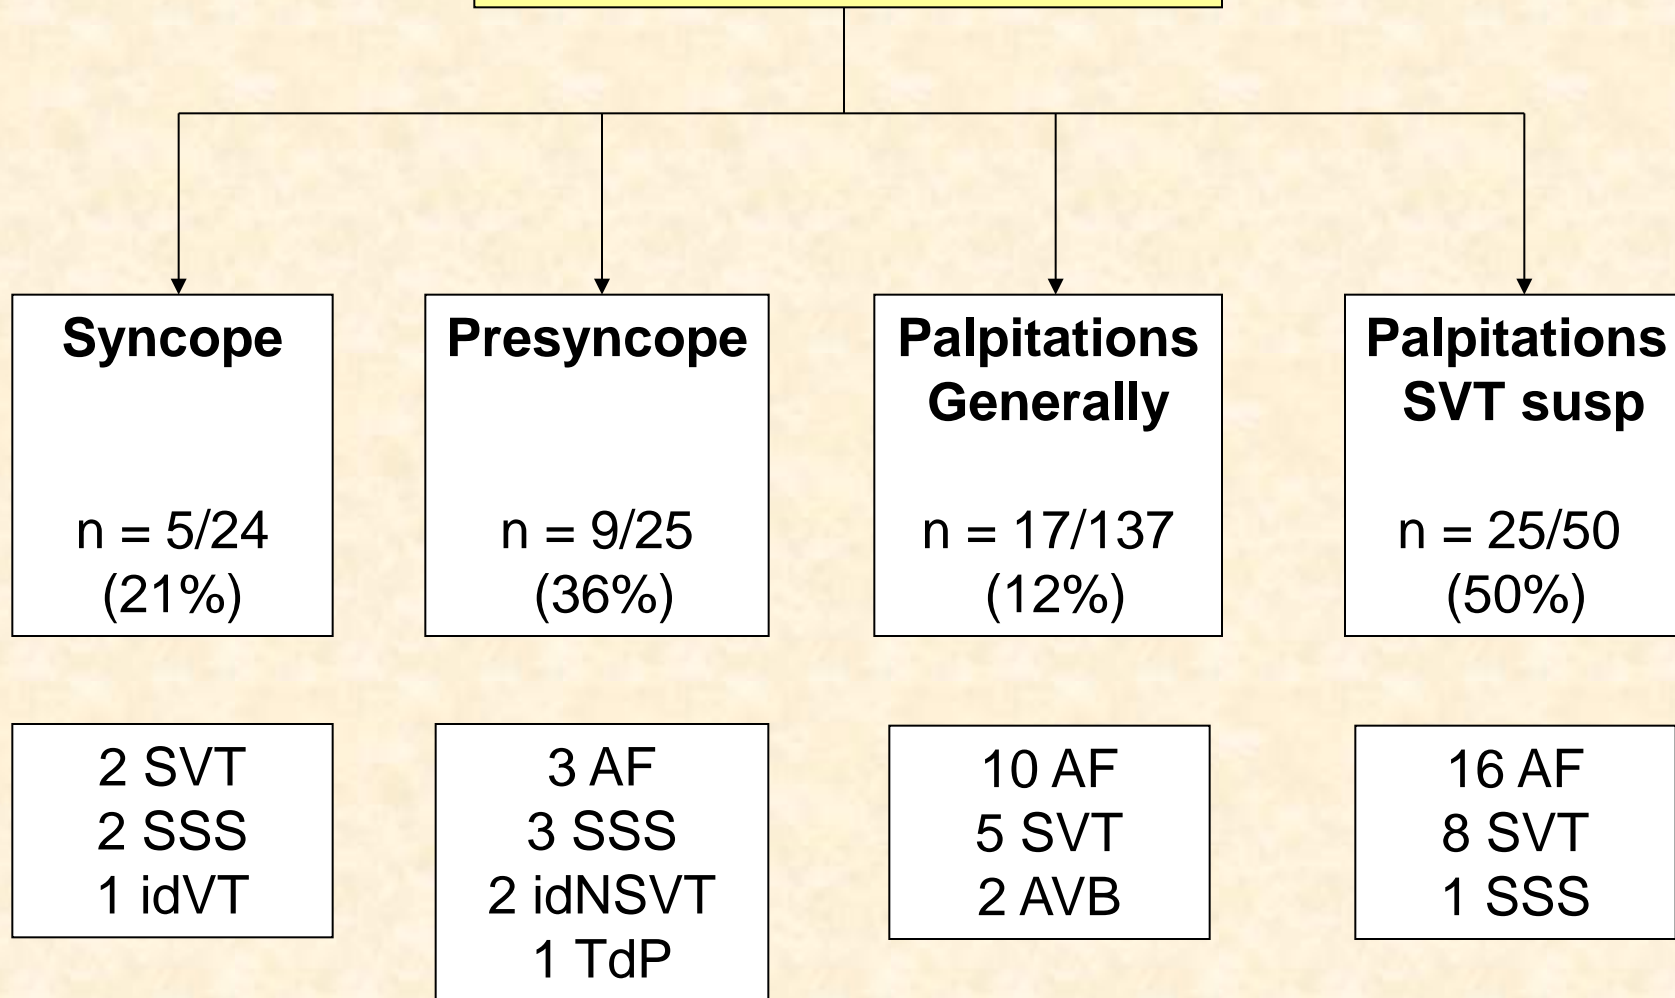 Syncope
n = 5/24
(21%)
Presyncope
n = 9/25
(36%)
Palpitations
Generally
n = 17/137
(12%)
Palpitations
SVT susp
n = 25/50
(50%)
2 SVT
2 SSS
1 idVT
3 AF
3 SSS
2 idNSVT
1 TdP
10 AF
5 SVT
2 AVB
16 AF
8 SVT
1 SSS